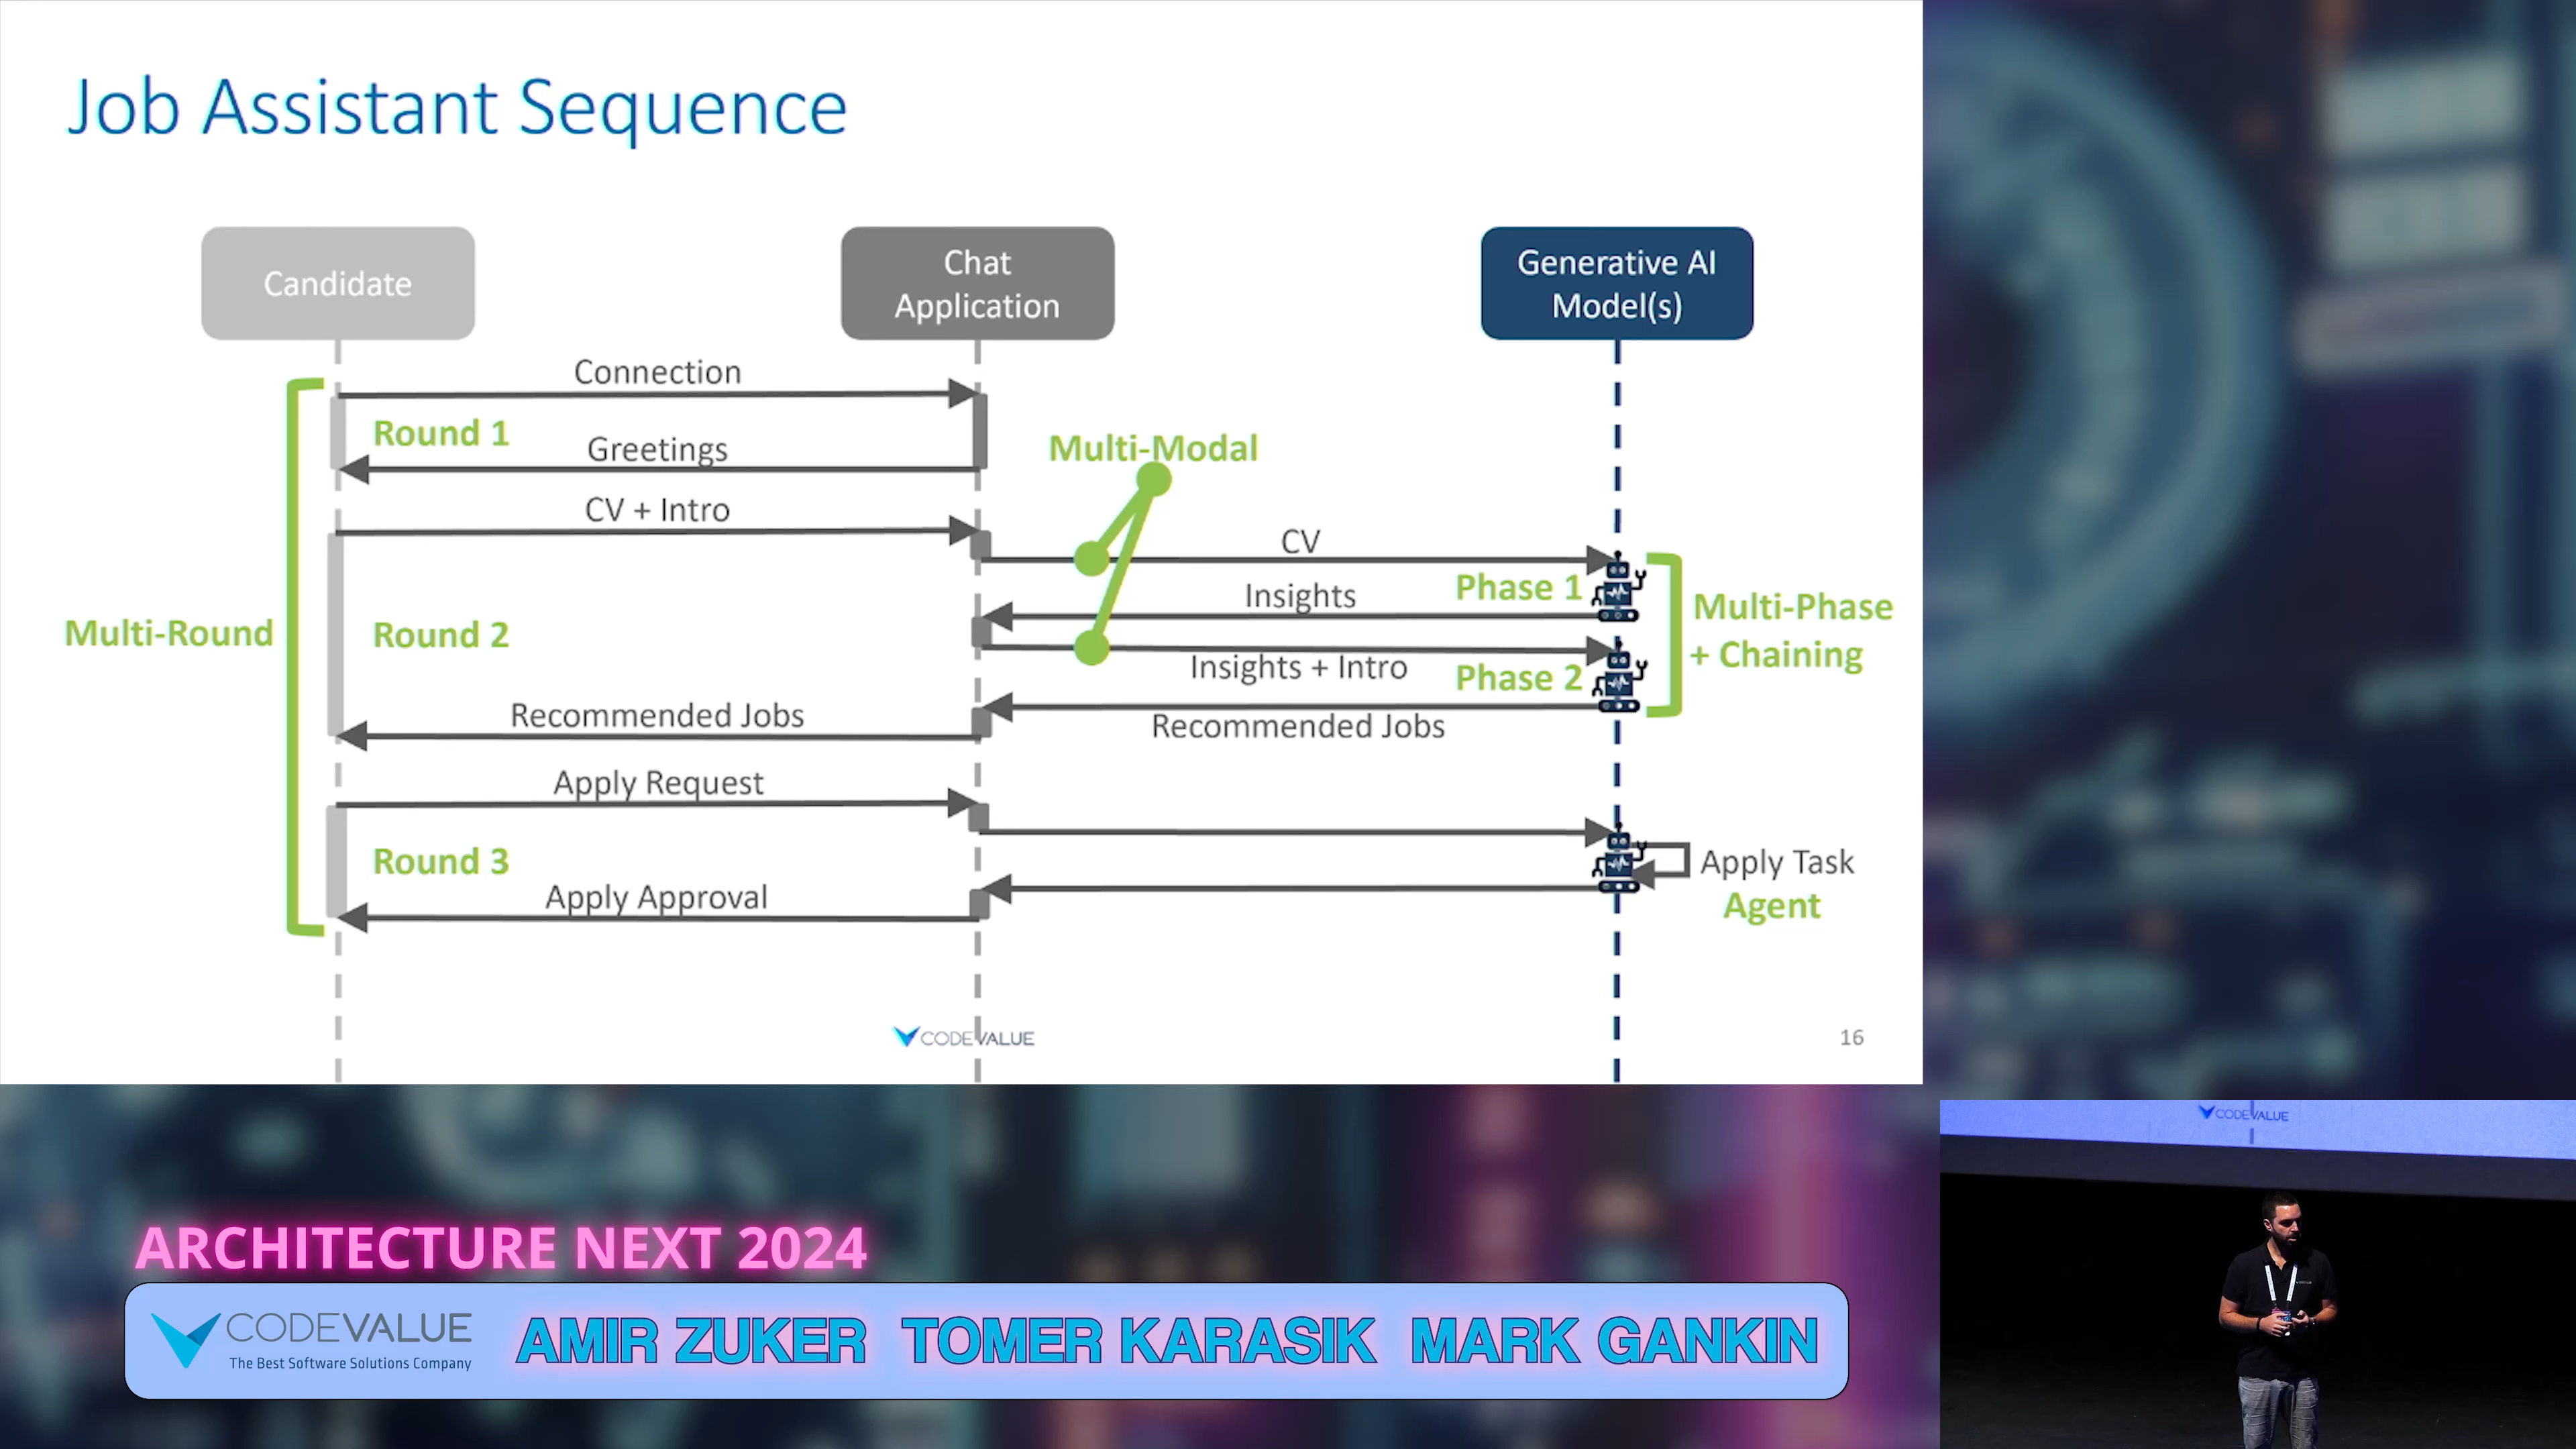 Job Assistant Sequence
Candidate
Chat
Application
Generative AI
Model(s)
Connection
Round 1
Greetings
Multi-Modal
CV + Intro
CV
Phase 1
Insights
Multi-Phase
+ Chaining
Multi-Round
Round 2
Insights + Intro
Phase 2
Recommended Jobs
Recommended Jobs
Apply Request
Round 3
Apply Task
Agent
Apply Approval
CODEVALUE
16
CODEVALUE
ARCHITECTURE NEXT 2024
CODEVALUE
The Best Software Solutions Company
AMIR ZUKER TOMER KARASIK MARK GANKIN